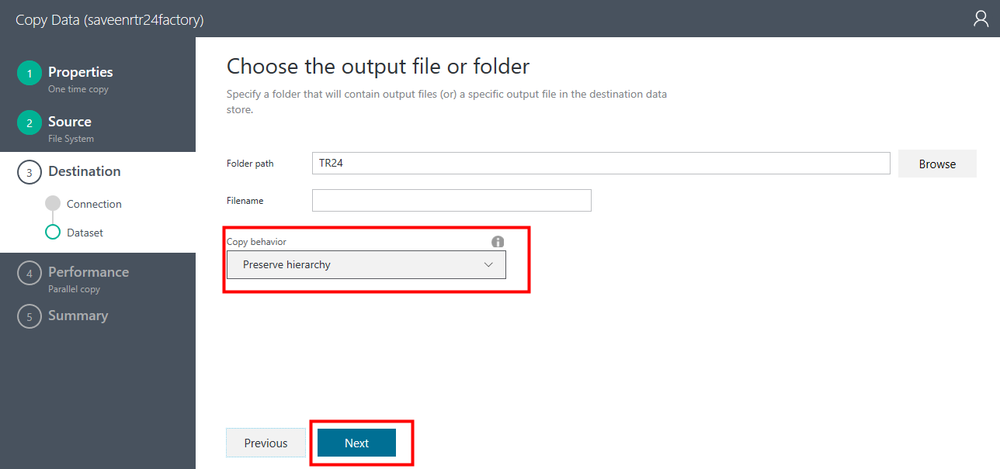 Copy Data (saveenrtr24factory)
1
Properties
One time copy
2
Source
File System
3
Destination
Connection
Dataset
4
Performance
Parallel copy
5
Summary
Choose the output file or folder
Specify a folder that will contain output files (or) a specific output file in the destination data
store.
Folder path
TR24
Browse
Filename
Copy behavior
i
Preserve hierarchy
Previous
Next